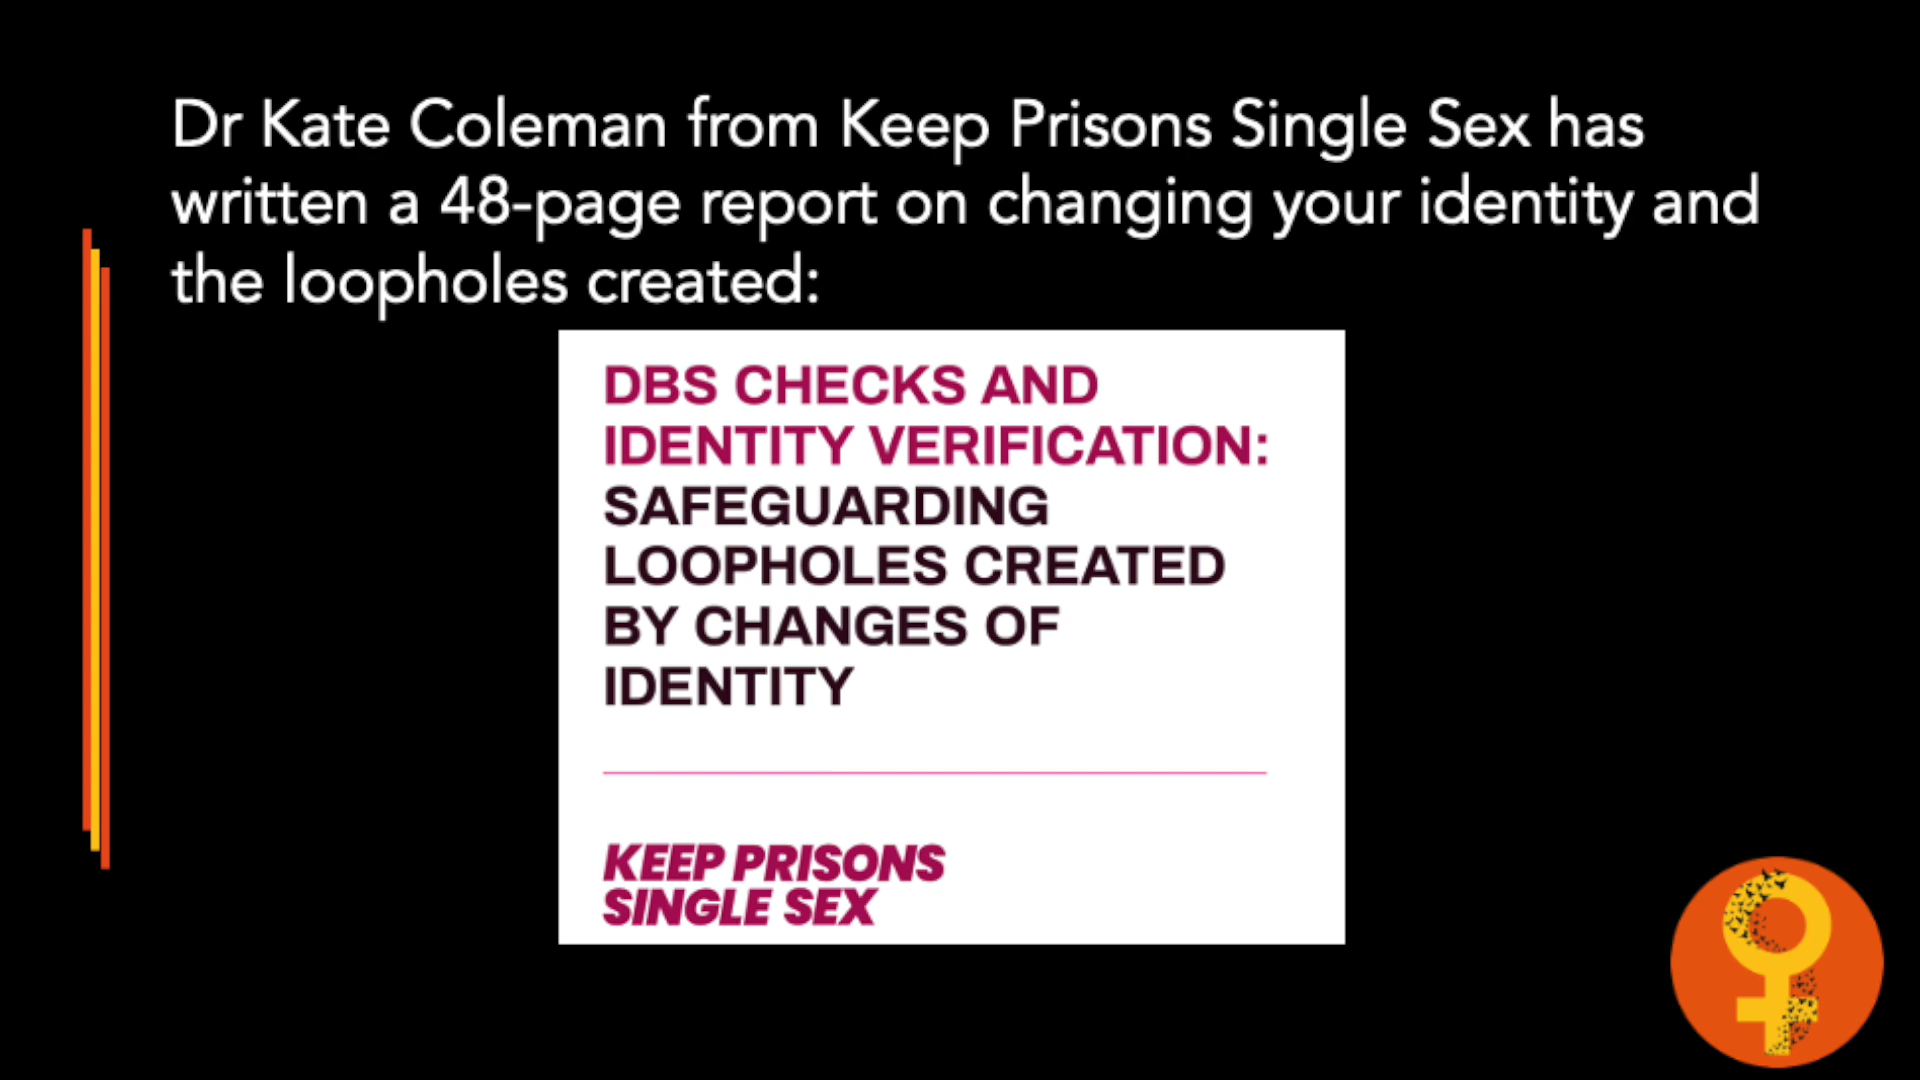 Dr Kate Coleman from Keep Prisons Single Sex has
written a 48-page report on changing your identity and
the loopholes created:
DBS CHECKS AND
IDENTITY VERIFICATION:
SAFEGUARDING
LOOPHOLES CREATED
BY CHANGES OF
IDENTITY
KEEP PRISONS
SINGLE SEX